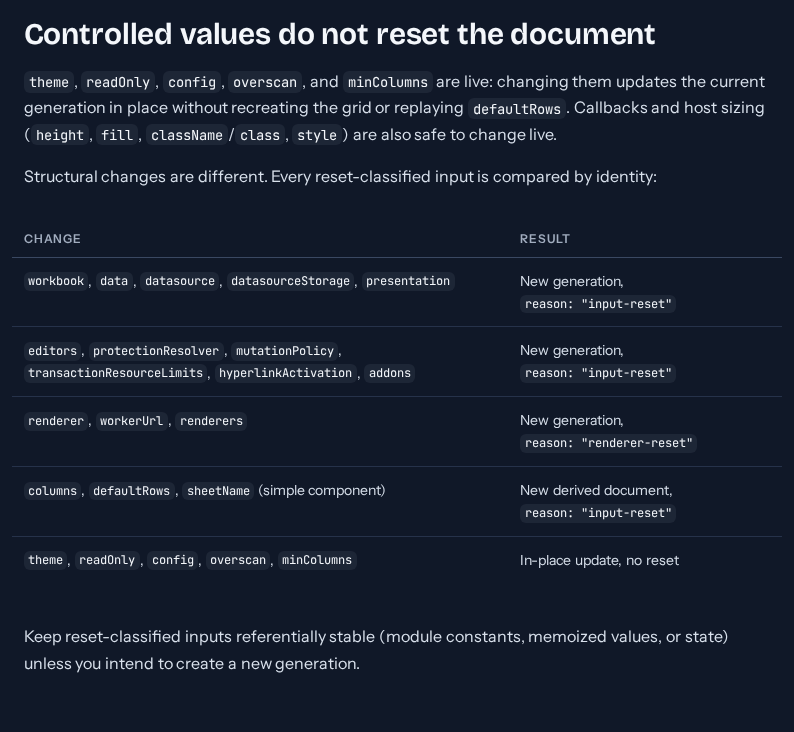 Controlled values do not reset the document
theme, readOnly, config, overscan, and minColumns are live: changing them updates the current
generation in place without recreating the grid or replaying defaultRows. Callbacks and host sizing
(height, fill, className/class, style) are also safe to change live.
Structural changes are different. Every reset-classified input is compared by identity:
CHANGE RESULT
workbook, data, datasource, datasourceStorage, presentation New generation,
reason: "input-reset"
editors, protectionResolver, mutationPolicy, New generation,
transactionResourceLimits, hyperlinkActivation, addons reason: "input-reset"
renderer, workerUrl, renderers New generation,
reason: "renderer-reset"
columns, defaultRows, sheetName (simple component) New derived document,
reason: "input-reset"
theme, readOnly, config, overscan, minColumns In-place update, no reset
Keep reset-classified inputs referentially stable (module constants, memoized values, or state)
unless you intend to create a new generation.